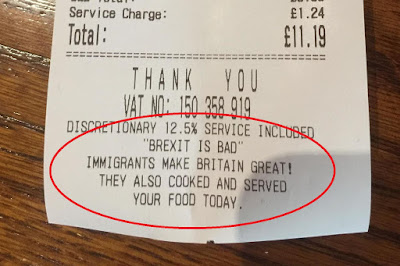 Service Charge: £1.24
Total: £11.19
THANK YOU
VAT NO: 150 358 919
DISCRETIONARY 12.5% SERVICE INCLUDED
"BREXIT IS BAD"
IMMIGRANTS MAKE BRITAIN GREAT!
THEY ALSO COOKED AND SERVED
YOUR FOOD TODAY.